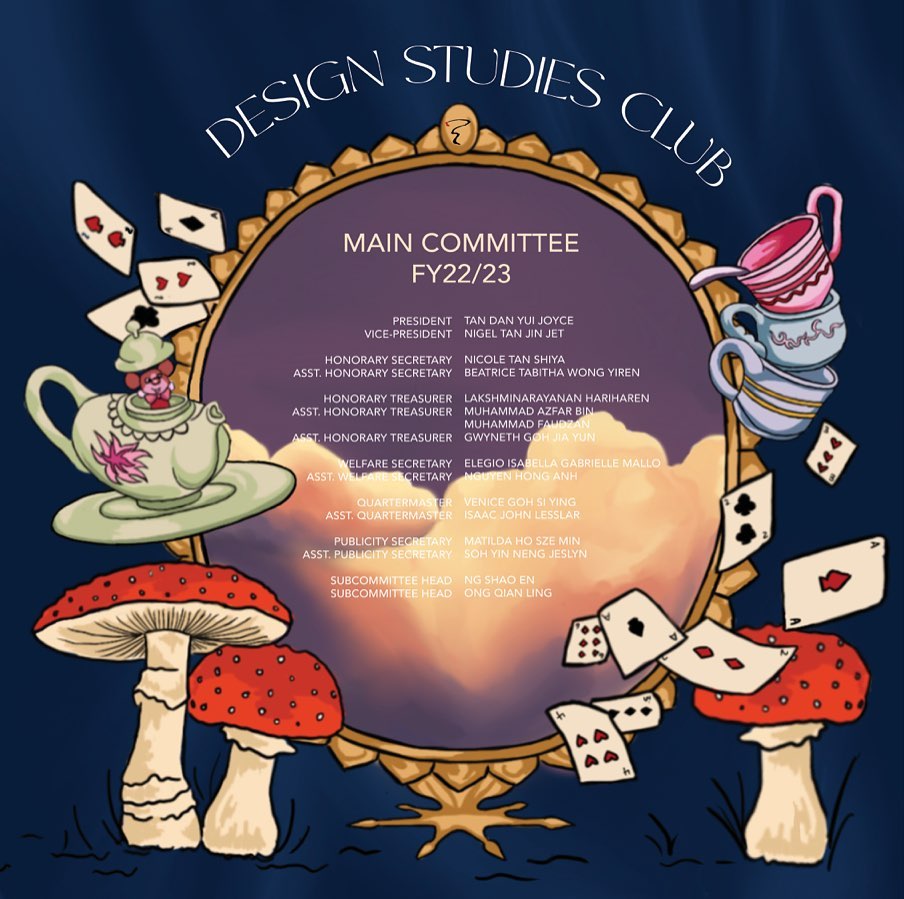 DESIGN STUDIES CLUB
MAIN COMMITTEE
FY22/23
PRESIDENT TAN DAN YUI JOYCE
VICE-PRESIDENT NIGEL TAN JIN JET
HONORARY SECRETARY NICOLE TAN SHIYA
ASST. HONORARY SECRETARY BEATRICE TABITHA WONG YIREN
HONORARY TREASURER LAKSHMINARAYANAN HARIHAREN
ASST. HONORARY TREASURER MUHAMMAD AZFAR BIN
MUHAMMAD FAUDZAN
ASST. HONORARY TREASURER GWYNETH GOH JIA YUN
WELFARE SECRETARY ELEGIO ISABELLA GABRIELLE MALLO
ASST. WELFARE SECRETARY NGUYEN HONG ANH
QUARTERMASTER VENICE GOH SI YING
ASST. QUARTERMASTER ISAAC JOHN LESSLAR
PUBLICITY SECRETARY MATILDA HO SZE MIN
ASST. PUBLICITY SECRETARY SOH YIN NENG JESLYN
SUBCOMMITTEE HEAD NG SHAO EN
SUBCOMMITTEE HEAD ONG QIAN LING